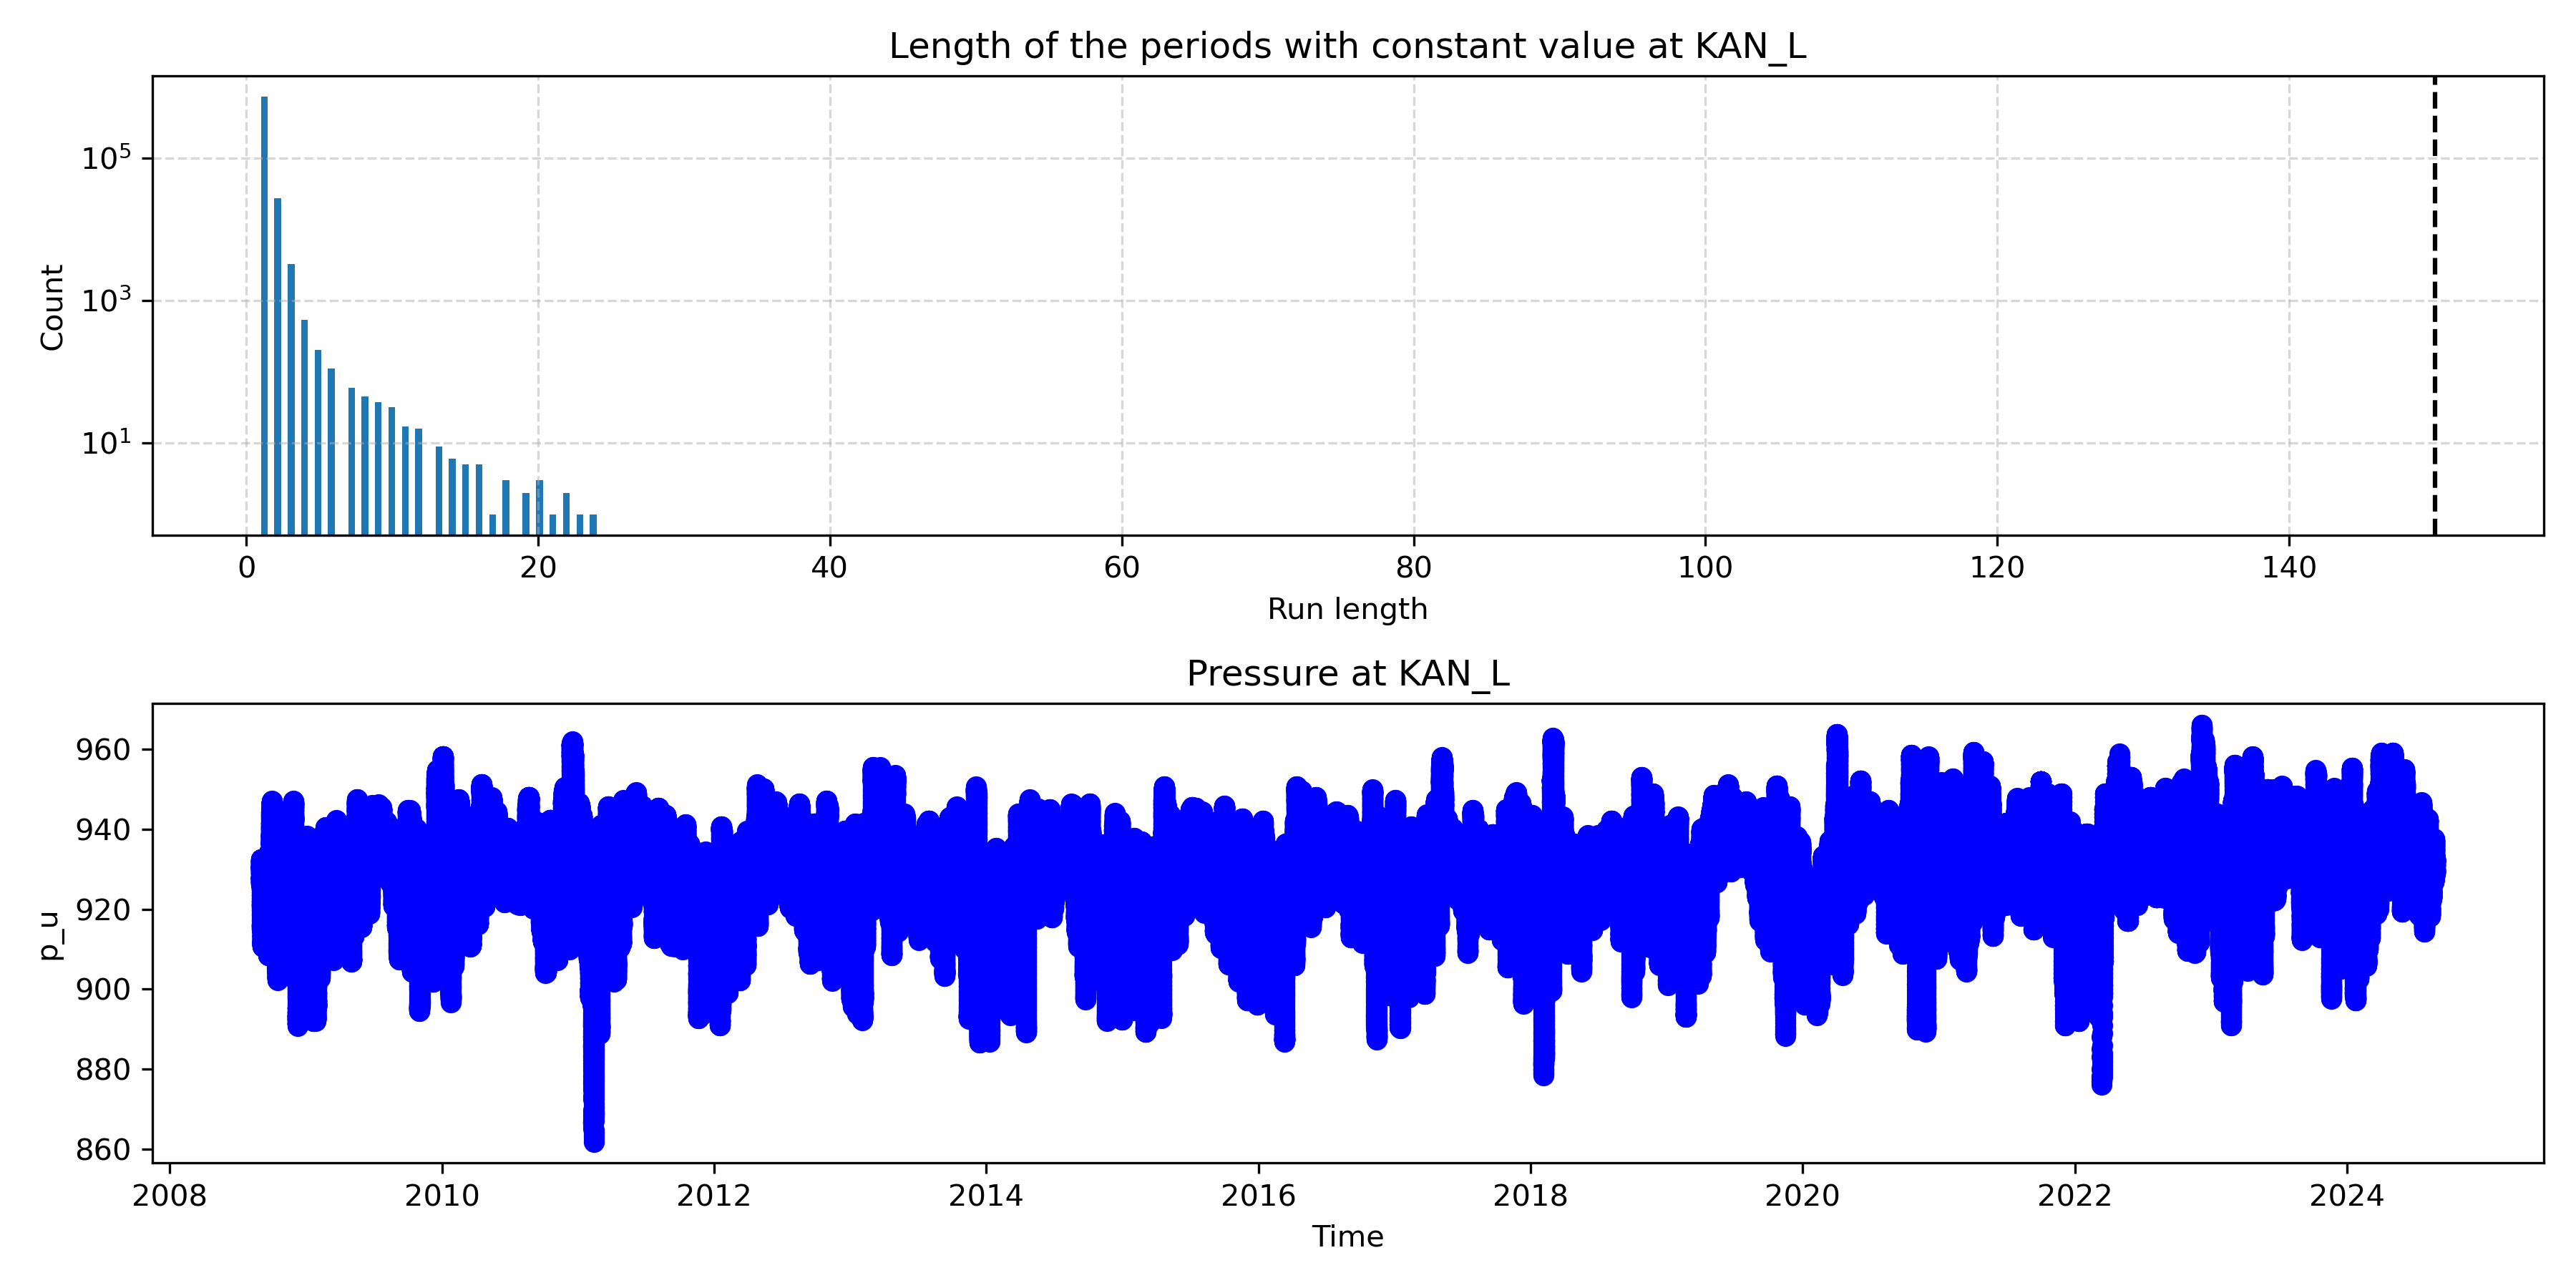 Length of the periods with constant value at KAN_L
10⁵
10³
10¹
Count
0 20 40 60 80 100 120 140
Run length
Pressure at KAN_L
960
940
920
900
880
860
p_u
2008 2010 2012 2014 2016 2018 2020 2022 2024
Time